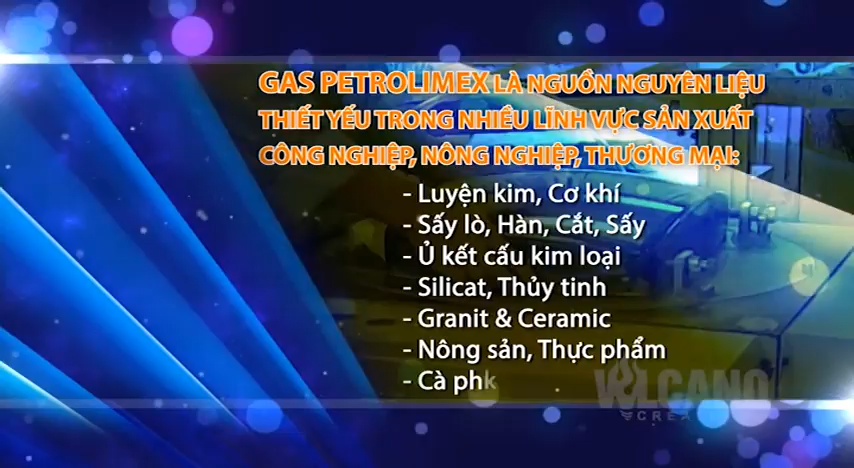 GAS PETROLIMEX LÀ NGUỒN NGUYÊN LIỆU
THIẾT YẾU TRONG NHIỀU LĨNH VỰC SẢN XUẤT
CÔNG NGHIỆP, NÔNG NGHIỆP, THƯƠNG MẠI:
- Luyện kim, Cơ khí
- Sấy lò, Hàn, Cắt, Sấy
- Ủ kết cấu kim loại
- Silicat, Thủy tinh
- Granit & Ceramic
- Nông sản, Thực phẩm
- Cà
VOLCANO